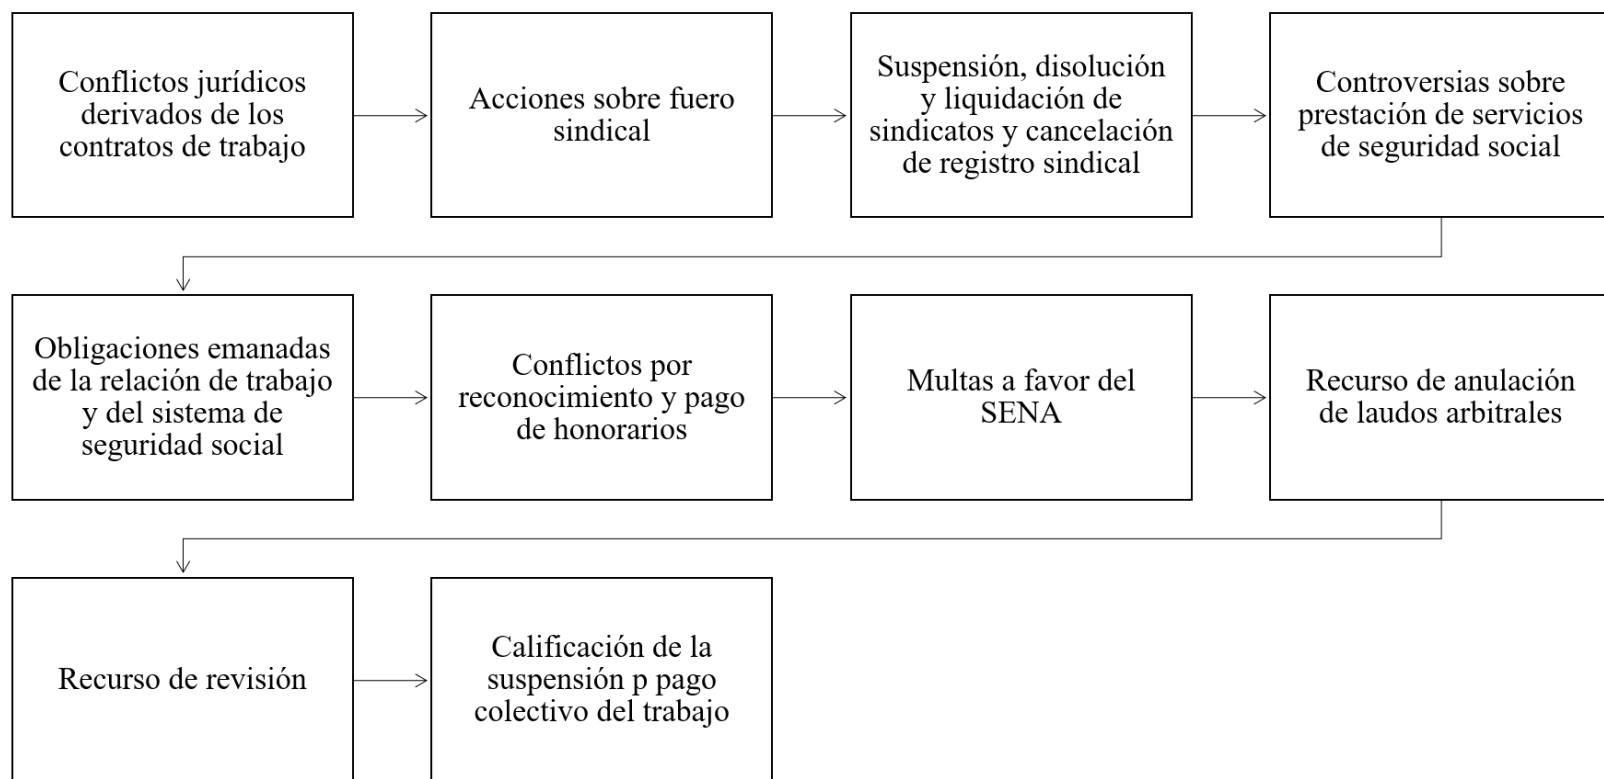 Conflictos jurídicos
derivados de los
contratos de trabajo
Acciones sobre fuero
sindical
Suspensión, disolución
y liquidación de
sindicatos y cancelación
de registro sindical
Controversias sobre
prestación de servicios
de seguridad social
Obligaciones emanadas
de la relación de trabajo
y del sistema de
seguridad social
Conflictos por
reconocimiento y pago
de honorarios
Multas a favor del
SENA
Recurso de anulación
de laudos arbitrales
Recurso de revisión
Calificación de la
suspensión p pago
colectivo del trabajo